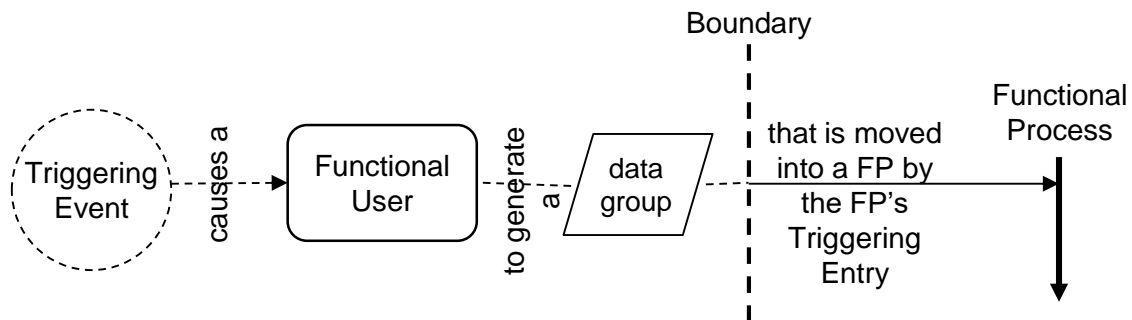 Triggering
Event
causes a
Functional
User
to generate
a
data
group
Boundary
that is moved
into a FP by
the FP's
Triggering
Entry
Functional
Process